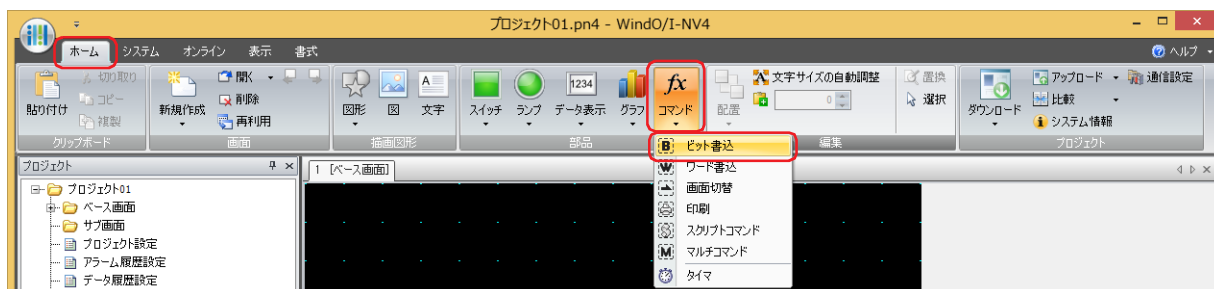 プロジェクト01.pn4 - WindO/I-NV4
ホーム システム オンライン 表示 書式 ヘルプ
貼り付け 切り取り コピー 複製
新規作成 開く 削除 再利用
図形 図 文字
スイッチ ランプ データ表示 グラフ コマンド
配置 文字サイズの自動調整 0 置換 選択
ダウンロード アップロード 比較 システム情報 通信設定
クリップボード 画面 描画図形 部品 編集 プロジェクト
ビット書込
ワード書込
画面切替
印刷
スクリプトコマンド
マルチコマンド
タイマ
プロジェクト
1 [ベース画面]
プロジェクト01
ベース画面
サブ画面
プロジェクト設定
アラーム履歴設定
データ履歴設定